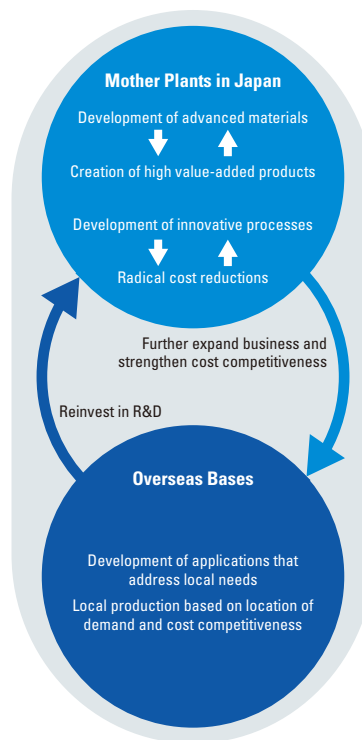 Mother Plants in Japan
Development of advanced materials
Creation of high value-added products
Development of innovative processes
Radical cost reductions
Further expand business and
strengthen cost competitiveness
Reinvest in R&D
Overseas Bases
Development of applications that
address local needs
Local production based on location of
demand and cost competitiveness